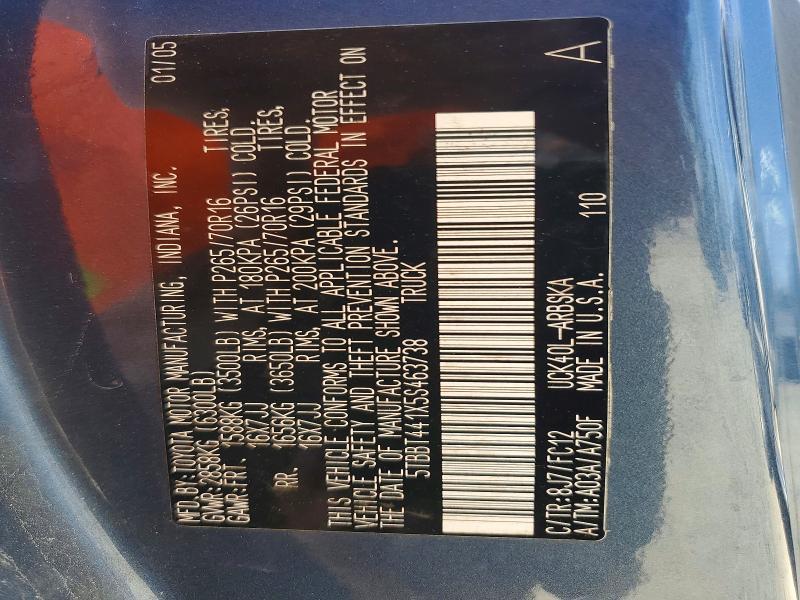 MFD BY: TOYOTA MOTOR MANUFACTURING, INDIANA, INC. 01/05
GVWR: 2858KG (6300LB)
GAWR: FRT. 1588KG (3500LB) WITH P265/70R16 TIRES,
16X7JJ RIMS, AT 180KPA (26PSI) COLD
RR. 1656KG (3650LB) WITH P265/70R16 TIRES,
16X7JJ RIMS, AT 200KPA (29PSI) COLD.
THIS VEHICLE CONFORMS TO ALL APPLICABLE FEDERAL MOTOR
VEHICLE SAFETY AND THEFT PREVENTION STANDARDS IN EFFECT ON
THE DATE OF MANUFACTURE SHOWN ABOVE.
5TBBT441X5S463738 TRUCK
C/TR: 8J7/FC12 UCK40L-ARBSKA 110 A
A/TM: A03A/A750F MADE IN U.S.A.